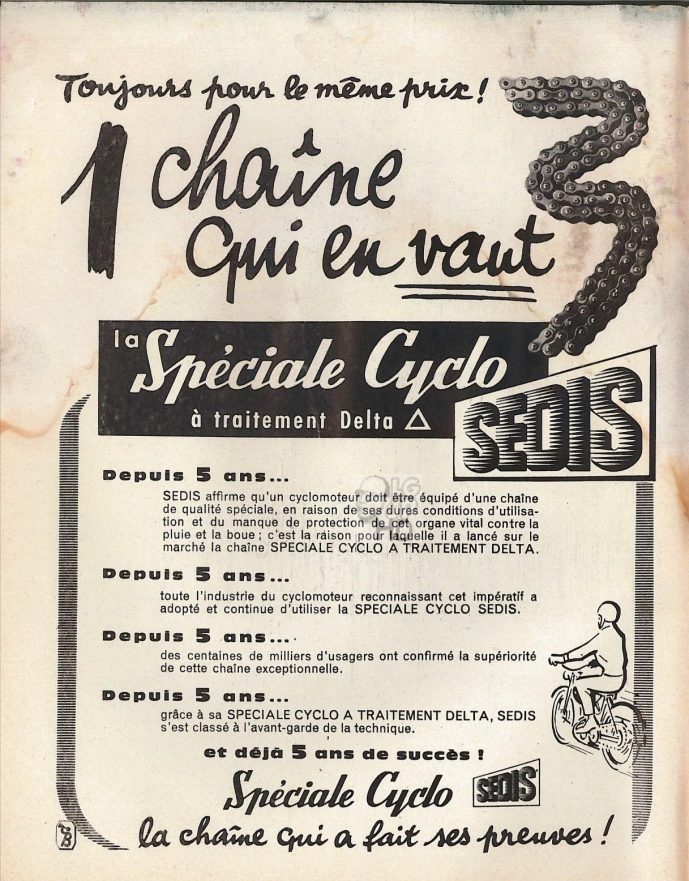 Toujours pour le même prix !
1 chaîne
qui en vaut 3
la Spéciale Cyclo
à traitement Delta Δ
SEDIS
Depuis 5 ans...
SEDIS affirme qu'un cyclomoteur doit être équipé d'une chaîne
de qualité spéciale, en raison de ses dures conditions d'utilisa-
tion et du manque de protection de cet organe vital contre la
pluie et la boue ; c'est la raison pour laquelle il a lancé sur le
marché la chaîne SPECIALE CYCLO A TRAITEMENT DELTA.
Depuis 5 ans...
toute l'industrie du cyclomoteur reconnaissant cet impératif a
adopté et continue d'utiliser la SPECIALE CYCLO SEDIS.
Depuis 5 ans...
des centaines de milliers d'usagers ont confirmé la supériorité
de cette chaîne exceptionnelle.
Depuis 5 ans...
grâce à sa SPECIALE CYCLO A TRAITEMENT DELTA, SEDIS
s'est classé à l'avant-garde de la technique.
et déjà 5 ans de succès !
Spéciale Cyclo SEDIS
la chaîne qui a fait ses preuves !